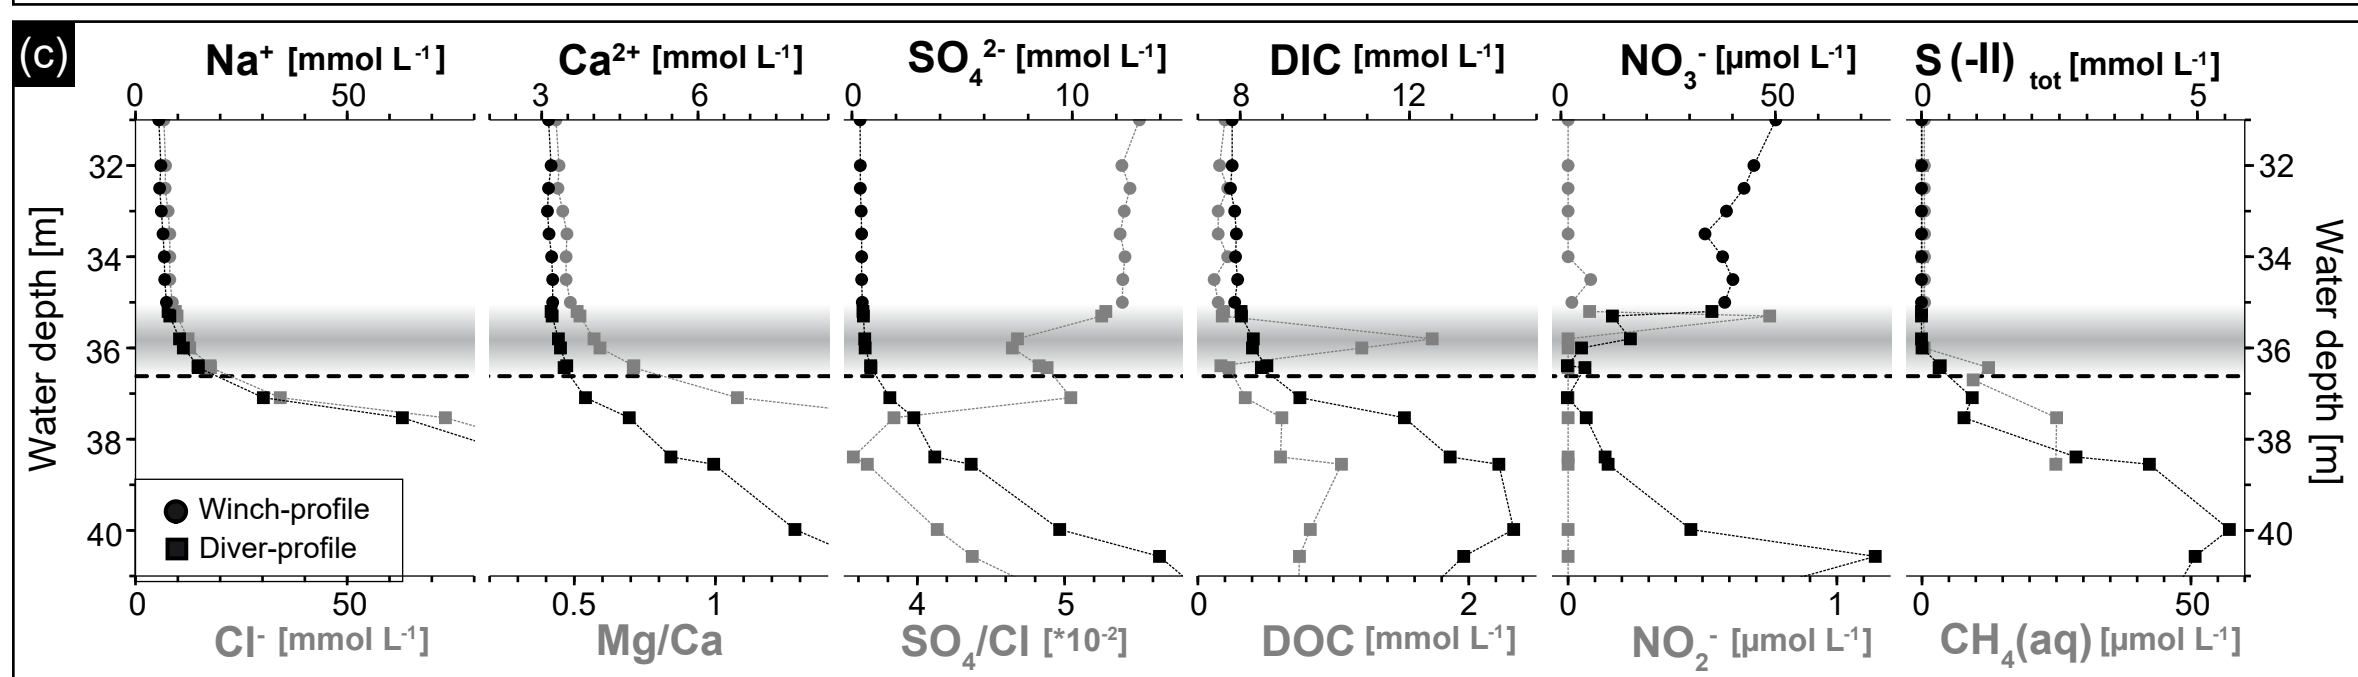 (c)
Na⁺ [mmol L⁻¹] Ca²⁺ [mmol L⁻¹] SO₄²⁻ [mmol L⁻¹] DIC [mmol L⁻¹] NO₃⁻ [µmol L⁻¹] S (-II) tot [mmol L⁻¹]
0 50 3 6 0 10 8 12 0 50 0 5
32 32
34 34
36 36
38 38
40 40
Water depth [m]
Water depth [m]
Winch-profile
Diver-profile
0 50 0.5 1 4 5 0 2 0 1 0 50
Cl⁻ [mmol L⁻¹] Mg/Ca SO₄/Cl [*10⁻²] DOC [mmol L⁻¹] NO₂⁻ [µmol L⁻¹] CH₄(aq) [µmol L⁻¹]